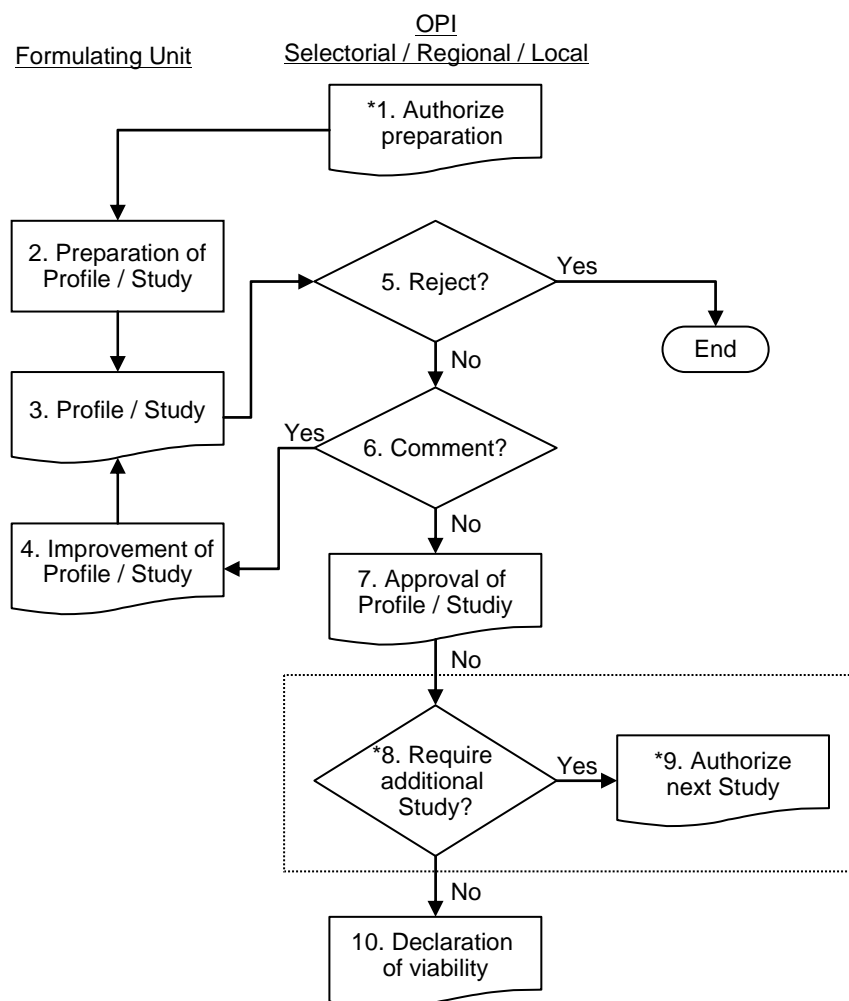 OPI
Formulating Unit
Selectorial / Regional / Local
*1. Authorize
preparation
2. Preparation of
Profile / Study
5. Reject?
Yes
End
No
3. Profile / Study
Yes
6. Comment?
No
4. Improvement of
Profile / Study
7. Approval of
Profile / Studiy
No
*8. Require
additional
Study?
Yes
*9. Authorize
next Study
No
10. Declaration
of viability